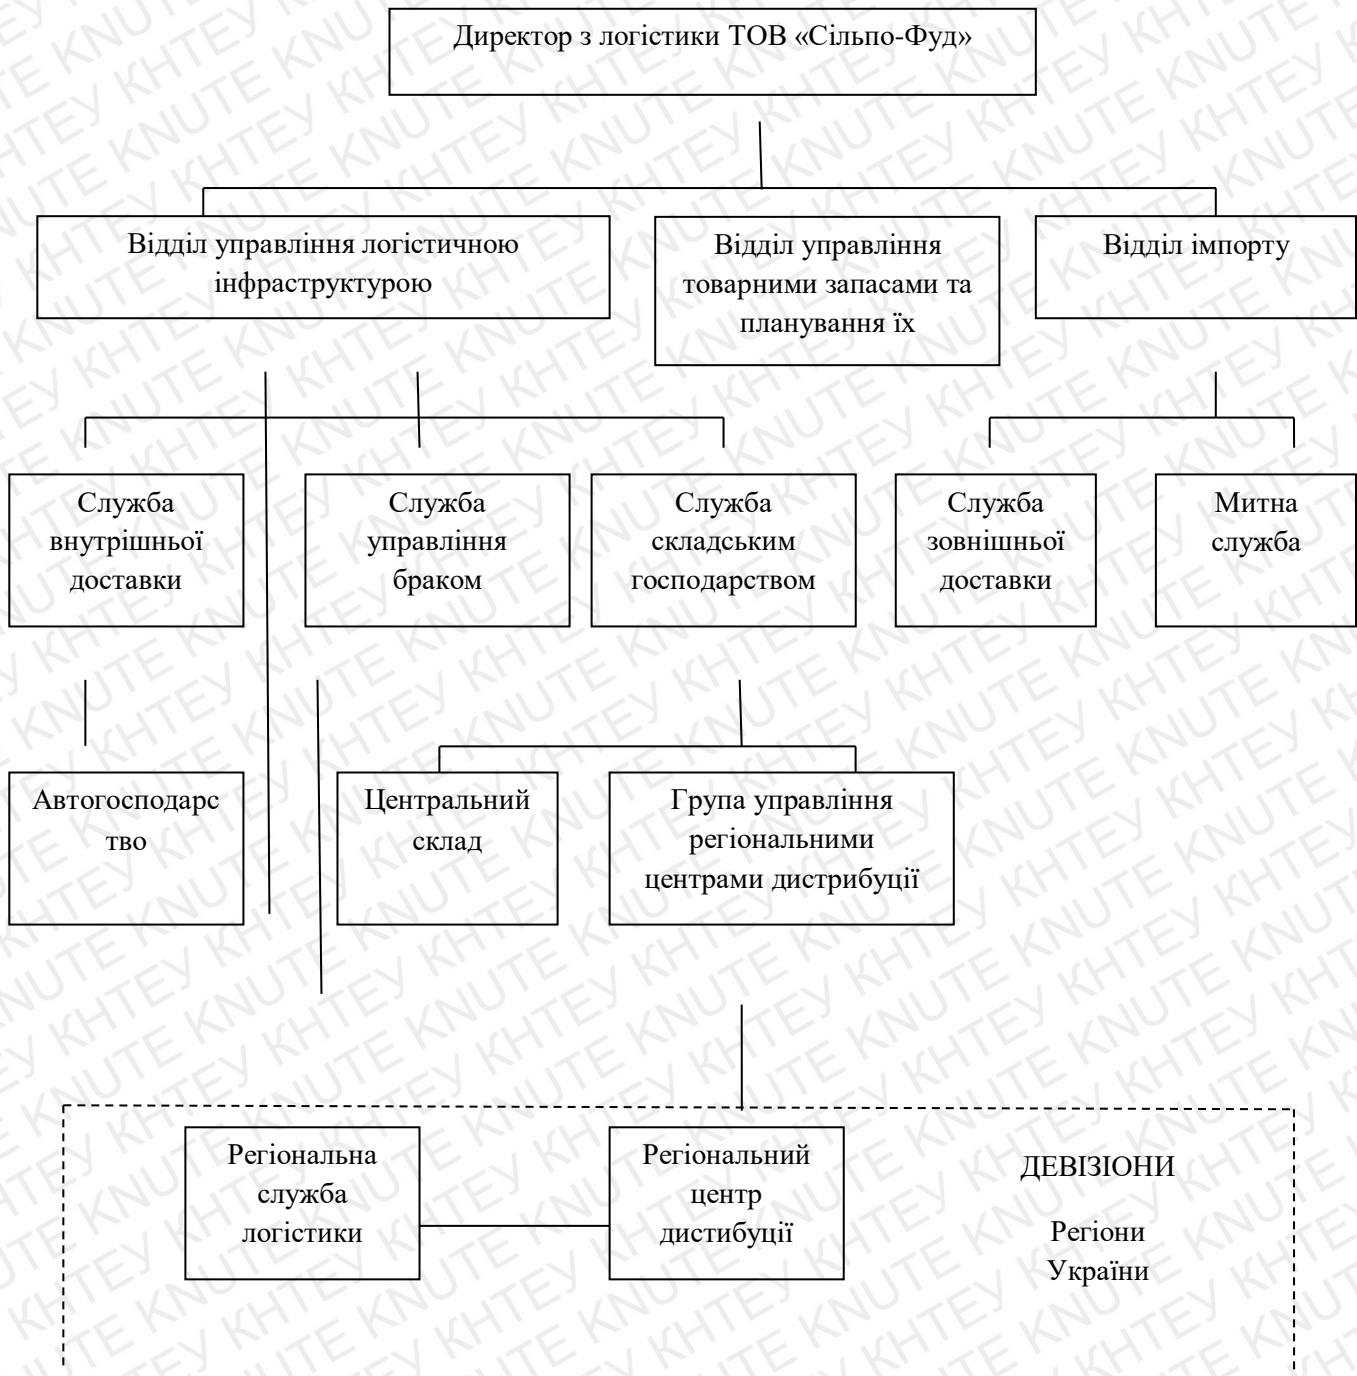 Директор з логістики ТОВ «Сільпо-Фуд»
Відділ управління логістичною
інфраструктурою
Відділ управління
товарними запасами та
планування їх
Відділ імпорту
Служба
внутрішньої
доставки
Служба
управління
браком
Служба
складським
господарством
Служба
зовнішньої
доставки
Митна
служба
Автогосподарс
тво
Центральний
склад
Група управління
регіональними
центрами дистрибуції
Регіональна
служба
логістики
Регіональний
центр
дистибуції
ДЕВІЗІОНИ
Регіони
України